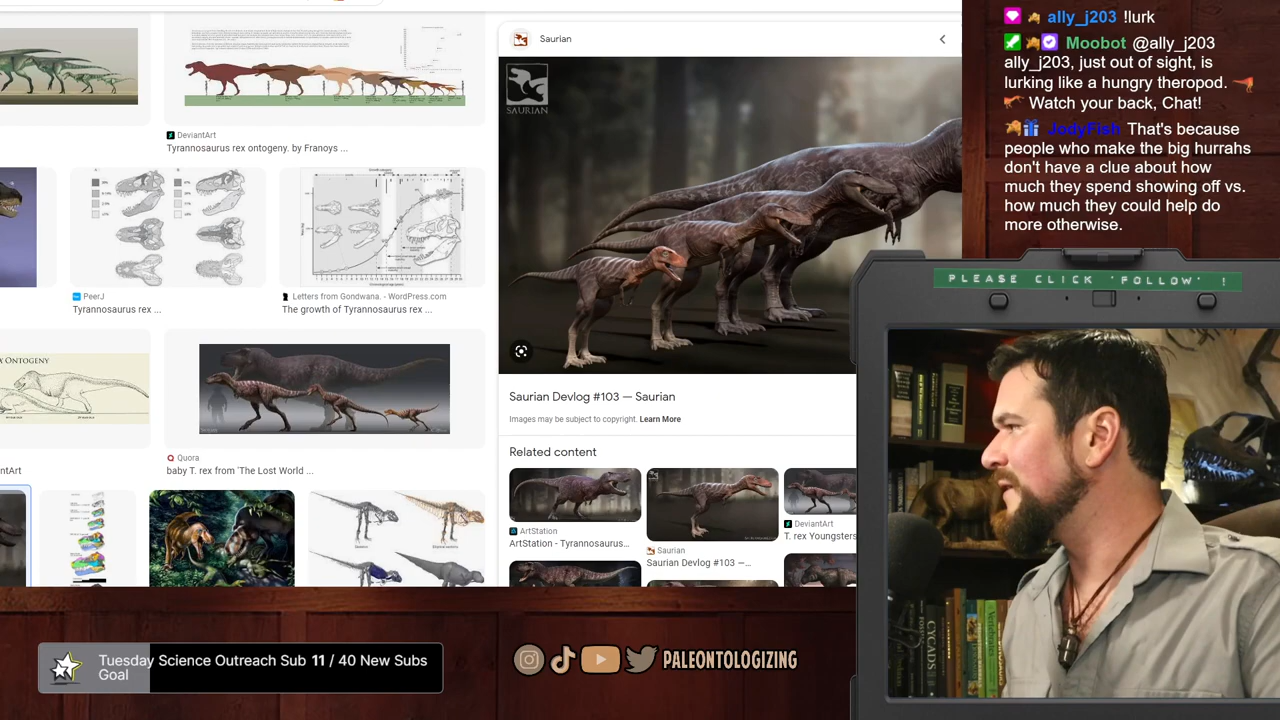 Saurian
SAURIAN
DeviantArt
Tyrannosaurus rex ontogeny. by Franoys ...
PeerJ
Tyrannosaurus rex ...
Letters from Gondwana. - WordPress.com
The growth of Tyrannosaurus rex ...
X ONTOGENY
Quora
baby T. rex from 'The Lost World ...
ntArt
Saurian Devlog #103 — Saurian
Images may be subject to copyright. Learn More
Related content
ArtStation
ArtStation - Tyrannosaurus...
Saurian
Saurian Devlog #103 —...
DeviantArt
T. rex Youngsters
ally_j203 !lurk
Moobot @ally_j203
ally_j203, just out of sight, is
lurking like a hungry theropod.
Watch your back, Chat!
JodyFish That's because
people who make the big hurrahs
don't have a clue about how
much they spend showing off vs.
how much they could help do
more otherwise.
PLEASE CLICK 'FOLLOW' !
CYCADS
Vertebrates
Tuesday Science Outreach Sub 11 / 40 New Subs
Goal
PALEONTOLOGIZING